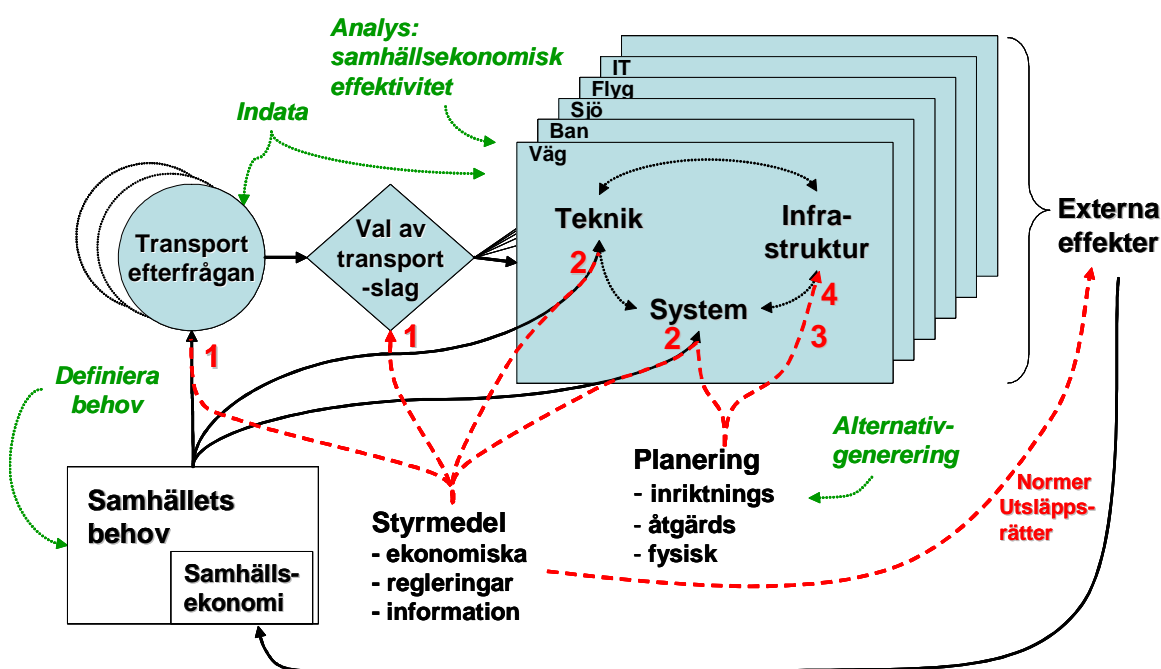 Analys:
samhällsekonomisk
effektivitet
Indata
IT
Flyg
Sjö
Ban
Väg
Teknik
Infra-
struktur
System
2
2
4
3
Transport
efterfrågan
Val av
transport
-slag
1
1
Externa
effekter
Definiera
behov
Alternativ-
generering
Planering
- inriktnings
- åtgärds
- fysisk
Normer
Utsläpps-
rätter
Samhällets
behov
Samhälls-
ekonomi
Styrmedel
- ekonomiska
- regleringar
- information